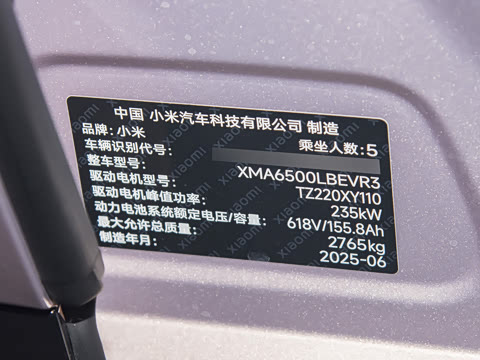 中国 小米汽车科技有限公司 制造
品牌:小米 乘坐人数:5
车辆识别代号:
整车型号: XMA6500LBEVR3
驱动电机型号: TZ220XY110
驱动电机峰值功率: 235kW
动力电池系统额定电压/容量: 618V/155.8Ah
最大允许总质量: 2765kg
制造年月: 2025-06